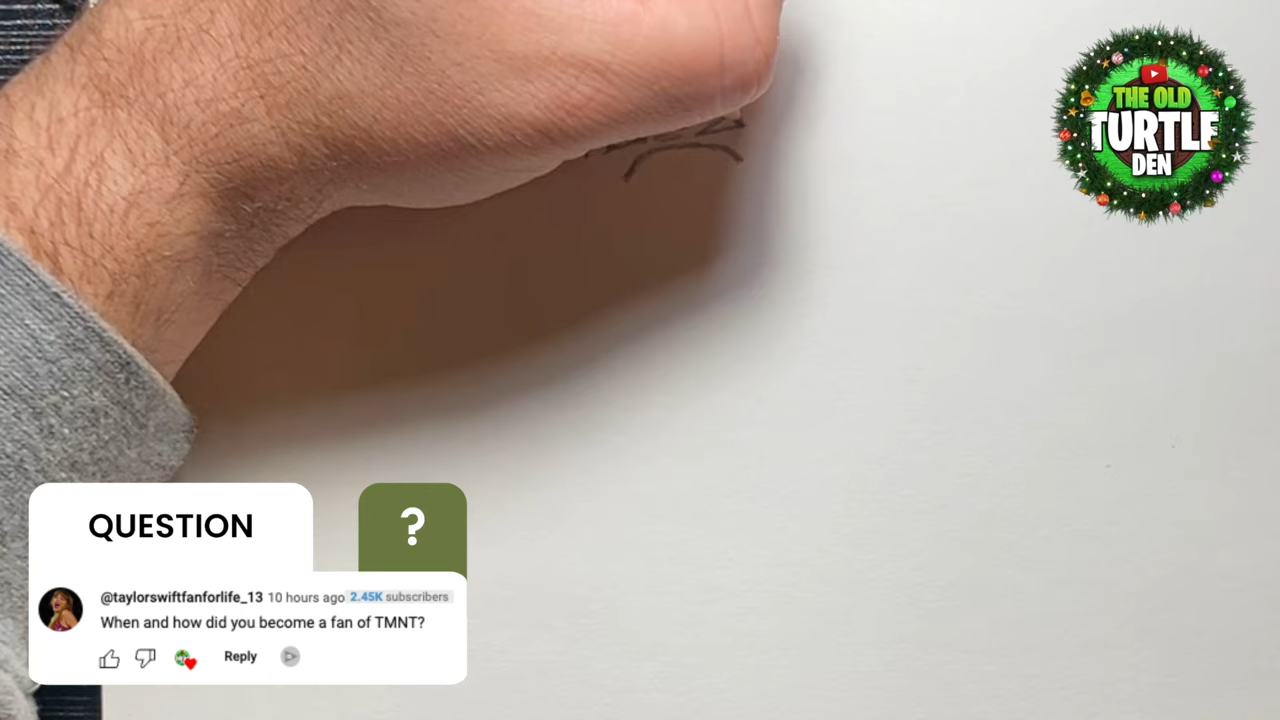 THE OLD
TURTLE
DEN
QUESTION
?
@taylorswiftfanforlife_13 10 hours ago 2.45K subscribers
When and how did you become a fan of TMNT?
Reply